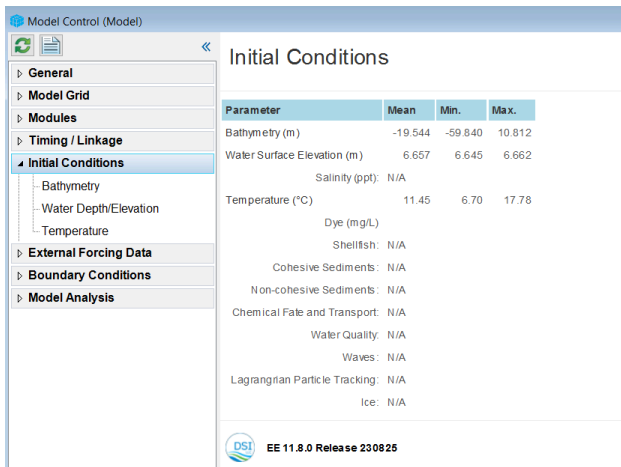 Model Control (Model)
«
General
Model Grid
Modules
Timing / Linkage
Initial Conditions
Bathymetry
Water Depth/Elevation
Temperature
External Forcing Data
Boundary Conditions
Model Analysis
Initial Conditions
Parameter Mean Min. Max.
Bathymetry (m) -19.544 -59.840 10.812
Water Surface Elevation (m) 6.657 6.645 6.662
Salinity (ppt): N/A
Temperature (°C) 11.45 6.70 17.78
Dye (mg/L)
Shellfish: N/A
Cohesive Sediments: N/A
Non-cohesive Sediments: N/A
Chemical Fate and Transport: N/A
Water Quality: N/A
Waves: N/A
Lagrangrian Particle Tracking: N/A
Ice: N/A
DSI EE 11.8.0 Release 230825